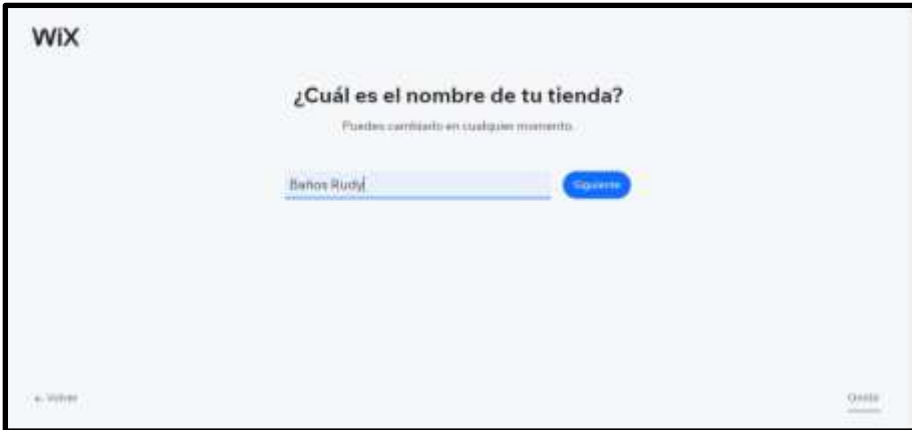 WiX
¿Cuál es el nombre de tu tienda?
Puedes cambiarlo en cualquier momento.
Baños Rudy
Siguiente
← Volver
Omitir